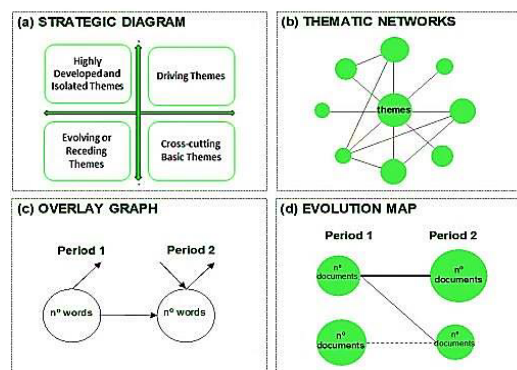 (a) STRATEGIC DIAGRAM
Highly
Developed and
Isolated Themes
Driving Themes
Evolving or
Receding
Themes
Cross-cutting
Basic Themes
(b) THEMATIC NETWORKS
themes
(c) OVERLAY GRAPH
Period 1
Period 2
nº words
nº words
(d) EVOLUTION MAP
Period 1
Period 2
nº
documents
nº
documents
nº
documents
nº
documents